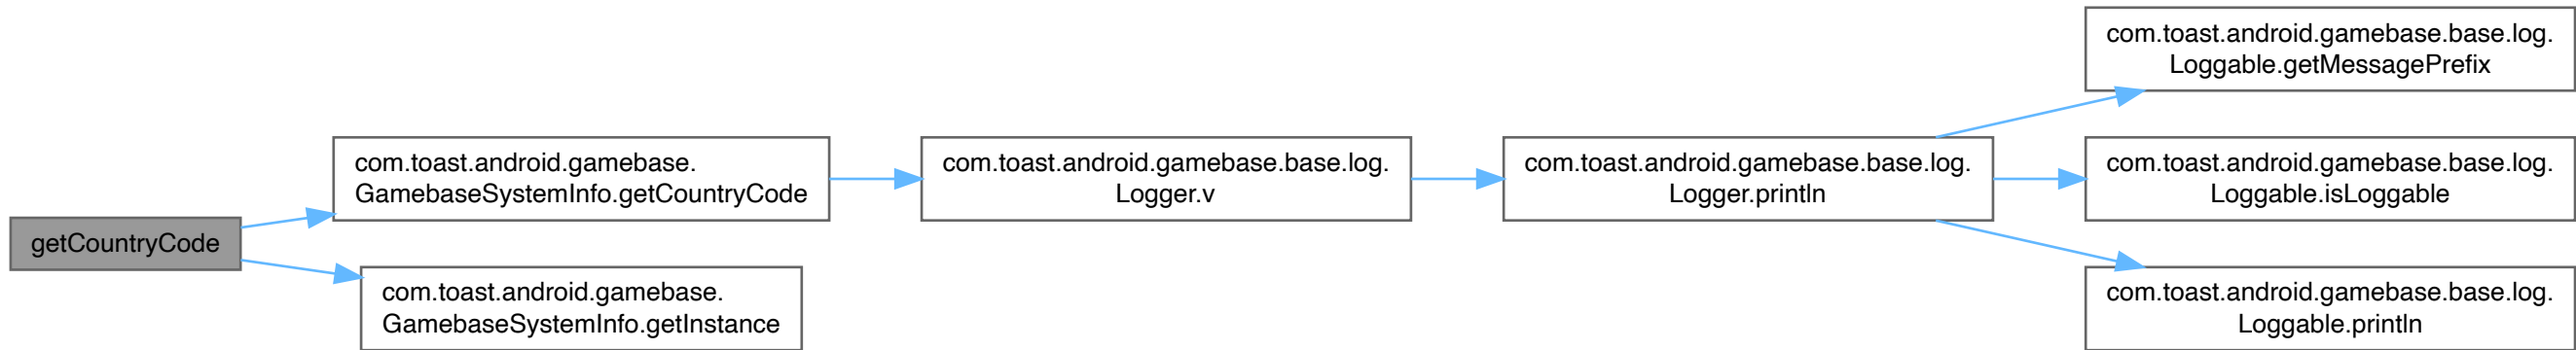 getCountryCode
com.toast.android.gamebase.
GamebaseSystemInfo.getCountryCode
com.toast.android.gamebase.
GamebaseSystemInfo.getInstance
com.toast.android.gamebase.base.log.
Logger.v
com.toast.android.gamebase.base.log.
Logger.println
com.toast.android.gamebase.base.log.
Loggable.getMessagePrefix
com.toast.android.gamebase.base.log.
Loggable.isLoggable
com.toast.android.gamebase.base.log.
Loggable.println